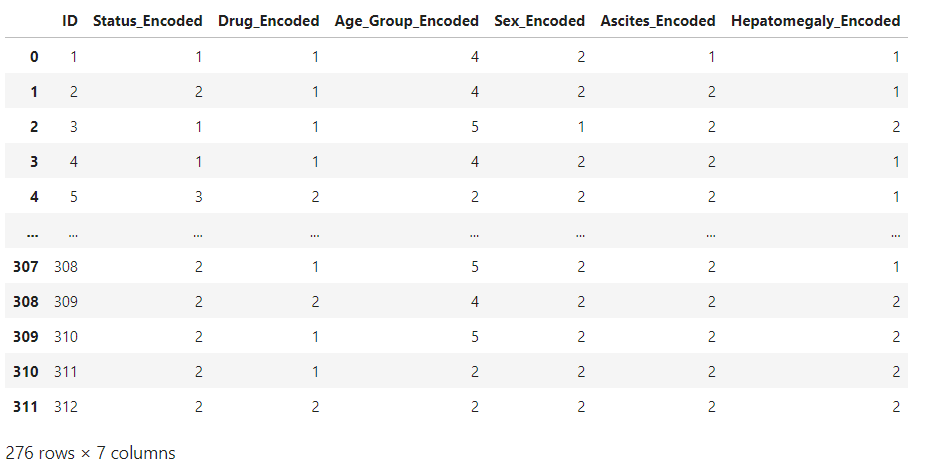 ID Status_Encoded Drug_Encoded Age_Group_Encoded Sex_Encoded Ascites_Encoded Hepatomegaly_Encoded
0 1 1 1 4 2 1 1
1 2 2 1 4 2 2 1
2 3 1 1 5 1 2 2
3 4 1 1 4 2 2 1
4 5 3 2 2 2 2 1
... ... ... ... ... ... ... ...
307 308 2 1 5 2 2 1
308 309 2 2 4 2 2 2
309 310 2 1 5 2 2 2
310 311 2 1 2 2 2 2
311 312 2 2 2 2 2 2
276 rows × 7 columns